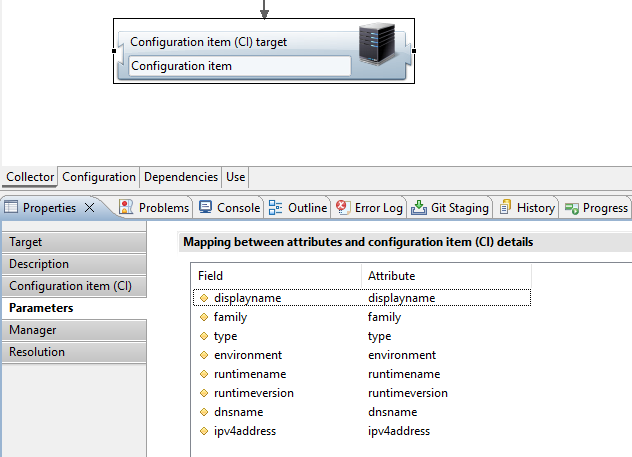 Configuration item (CI) target
Configuration item
Collector Configuration Dependencies Use
Properties Problems Console Outline Error Log Git Staging History Progress
Target
Description
Configuration item (CI)
Parameters
Manager
Resolution
Mapping between attributes and configuration item (CI) details
Field Attribute
displayname displayname
family family
type type
environment environment
runtimename runtimename
runtimeversion runtimeversion
dnsname dnsname
ipv4address ipv4address